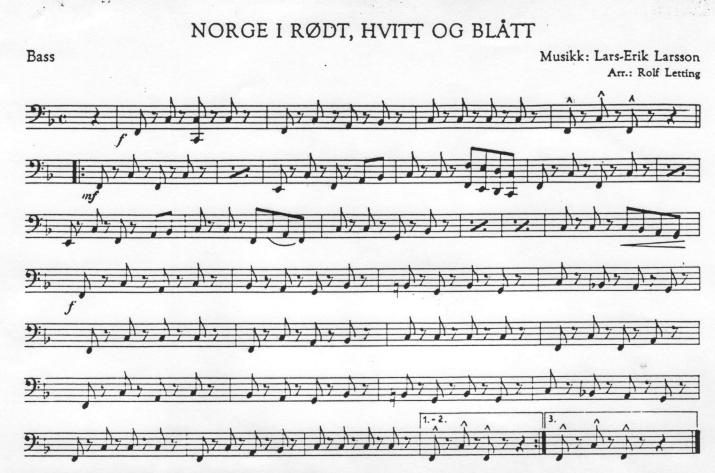 NORGE I RØDT, HVITT OG BLÅTT
Bass
Musikk: Lars-Erik Larsson
Arr.: Rolf Letting
f
mf
f
1.-2.
3.